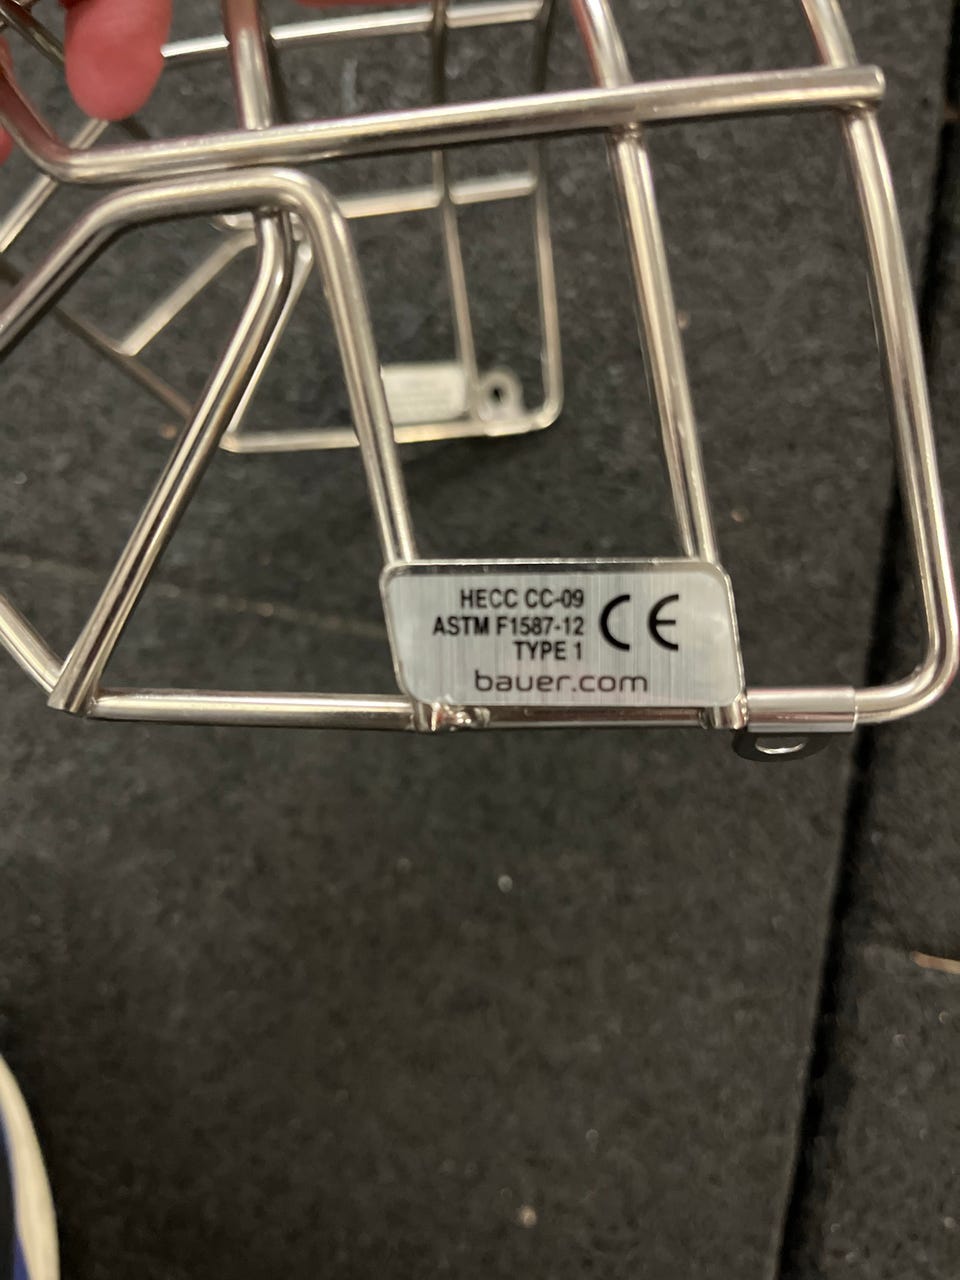 HECC CC-09
ASTM F1587-12
TYPE 1
CE
bauer.com